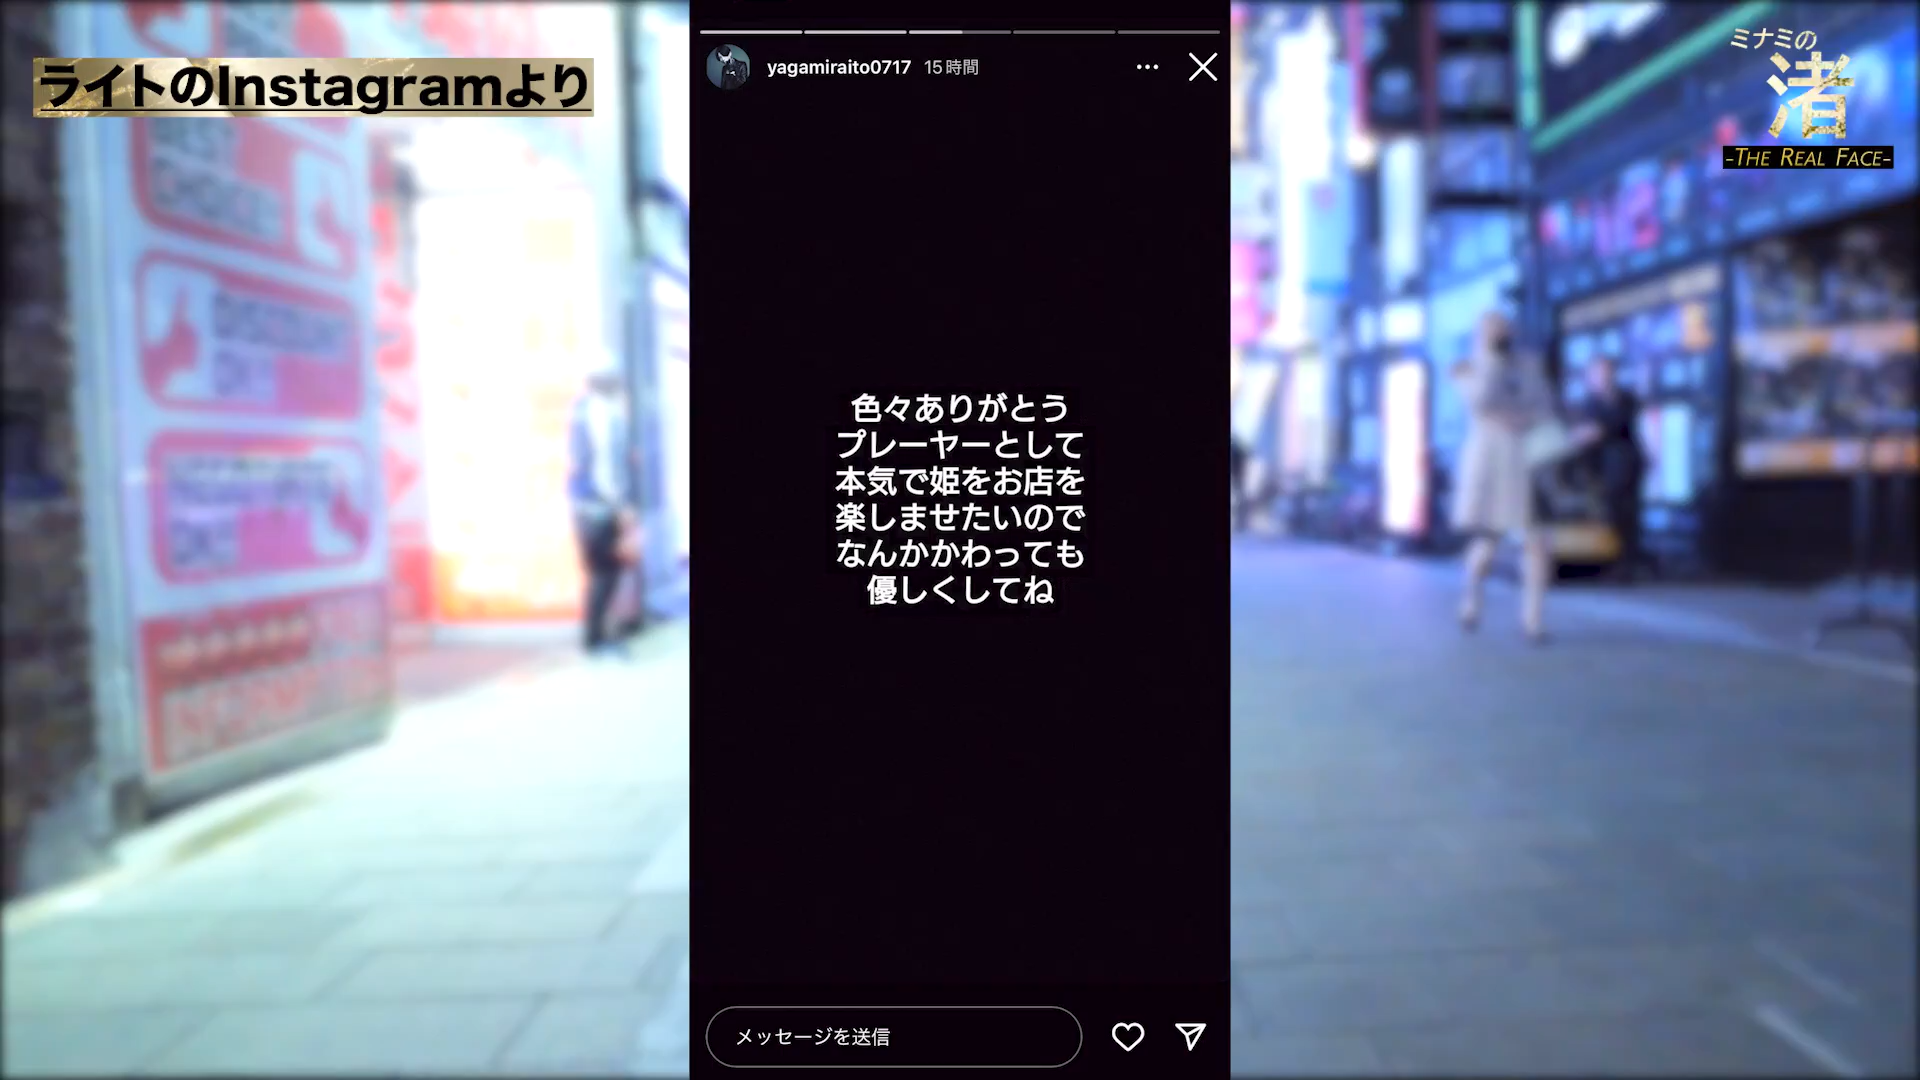 ライトのInstagramより
ミナミの
渚
-THE REAL FACE-
yagamiraito0717 15時間
色々ありがとう
プレーヤーとして
本気で姫をお店を
楽しませたいので
なんかかわっても
優しくしてね
メッセージを送信